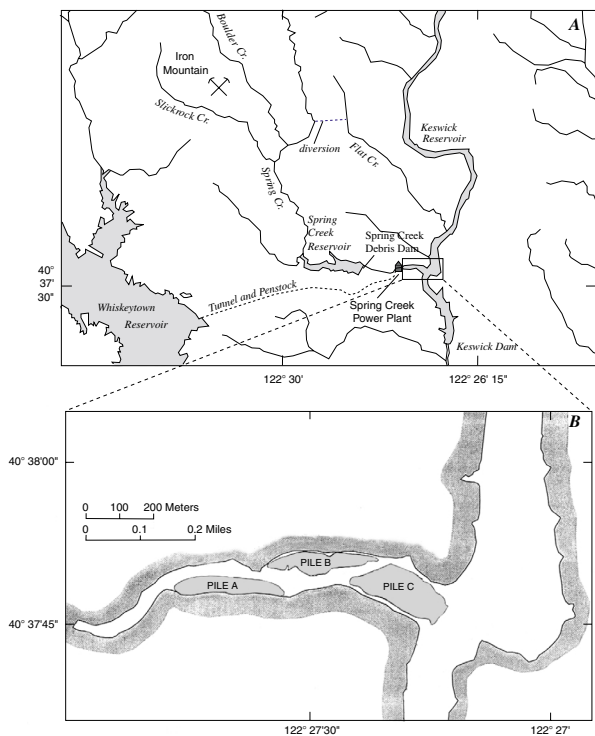 A
Boulder Cr.
Iron
Mountain
Slickrock Cr.
Keswick
Reservoir
diversion
Flat Cr.
Spring Cr.
Spring
Creek
Reservoir
Spring Creek
Debris Dam
40°
37'
30"
Tunnel and Penstock
Whiskeytown
Reservoir
Spring Creek
Power Plant
Keswick Dam
122° 30'
122° 26' 15"
B
40° 38'00"
0 100 200 Meters
0 0.1 0.2 Miles
PILE B
PILE A
PILE C
40° 37'45"
122° 27'30"
122° 27'